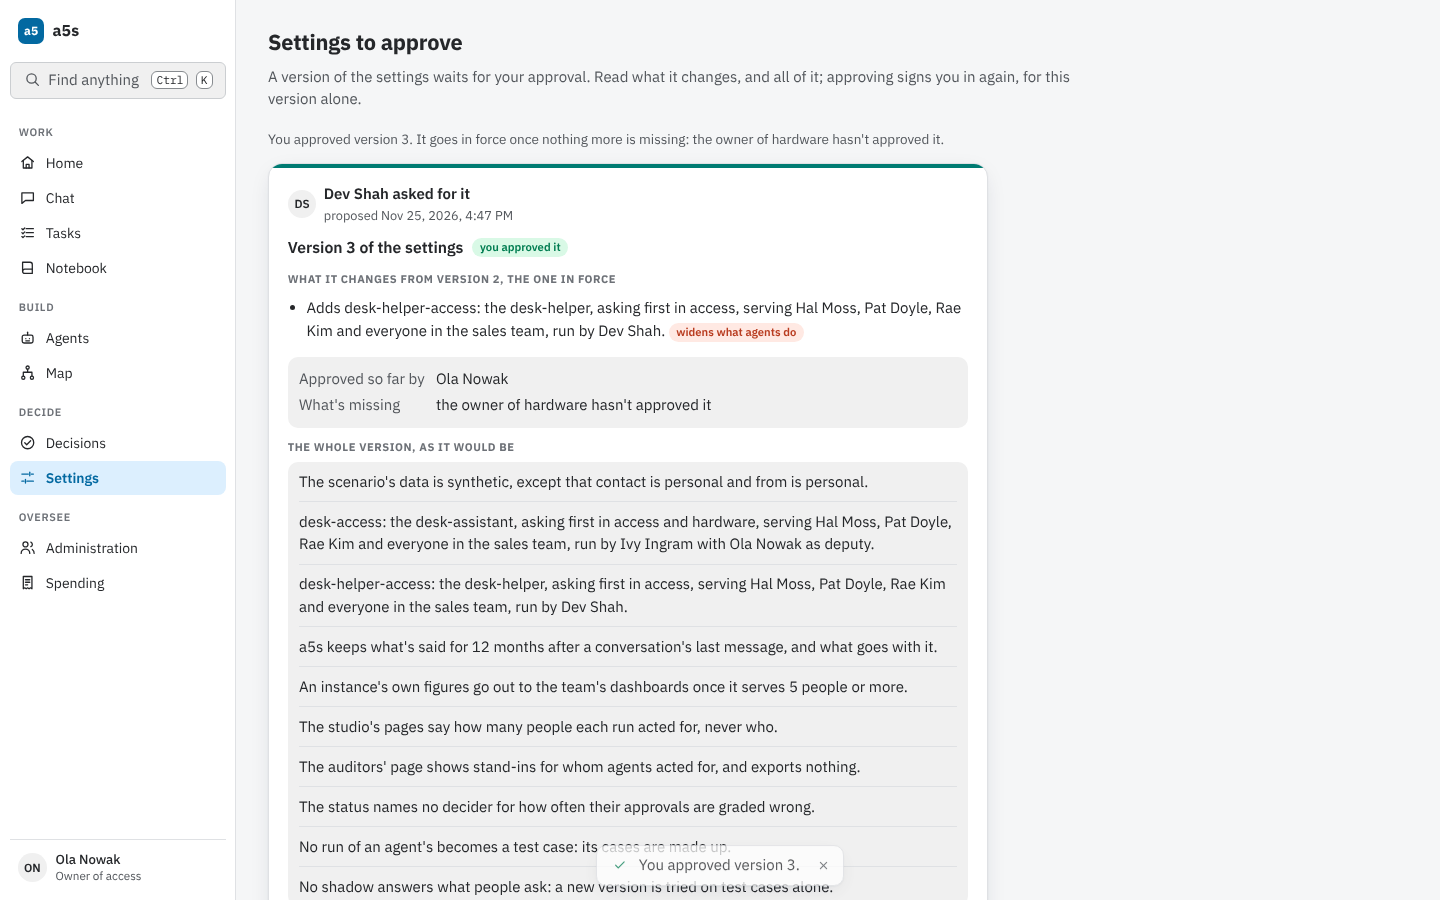 a5 a5s
Find anything Ctrl K
WORK
Home
Chat
Tasks
Notebook
BUILD
Agents
Map
DECIDE
Decisions
Settings
OVERSEE
Administration
Spending
ON Ola Nowak
Owner of access
Settings to approve
A version of the settings waits for your approval. Read what it changes, and all of it; approving signs you in again, for this
version alone.
You approved version 3. It goes in force once nothing more is missing: the owner of hardware hasn't approved it.
DS Dev Shah asked for it
proposed Nov 25, 2026, 4:47 PM
Version 3 of the settings you approved it
WHAT IT CHANGES FROM VERSION 2, THE ONE IN FORCE
• Adds desk-helper-access: the desk-helper, asking first in access, serving Hal Moss, Pat Doyle, Rae
Kim and everyone in the sales team, run by Dev Shah. widens what agents do
Approved so far by Ola Nowak
What's missing the owner of hardware hasn't approved it
THE WHOLE VERSION, AS IT WOULD BE
The scenario's data is synthetic, except that contact is personal and from is personal.
desk-access: the desk-assistant, asking first in access and hardware, serving Hal Moss, Pat Doyle,
Rae Kim and everyone in the sales team, run by Ivy Ingram with Ola Nowak as deputy.
desk-helper-access: the desk-helper, asking first in access, serving Hal Moss, Pat Doyle, Rae Kim
and everyone in the sales team, run by Dev Shah.
a5s keeps what's said for 12 months after a conversation's last message, and what goes with it.
An instance's own figures go out to the team's dashboards once it serves 5 people or more.
The studio's pages say how many people each run acted for, never who.
The auditors' page shows stand-ins for whom agents acted for, and exports nothing.
The status names no decider for how often their approvals are graded wrong.
No run of an agent's becomes a test case: its cases are made up.
You approved version 3.
No shadow answers what people ask: a new version is tried on test cases alone.